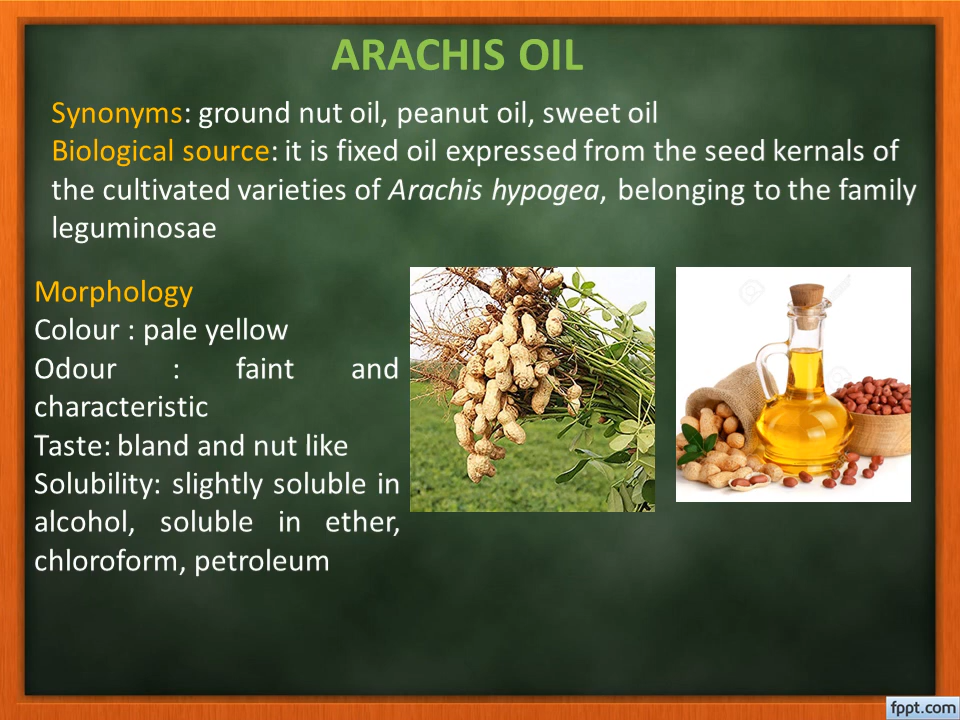 ARACHIS OIL
Synonyms: ground nut oil, peanut oil, sweet oil
Biological source: it is fixed oil expressed from the seed kernals of
the cultivated varieties of Arachis hypogea, belonging to the family
leguminosae
Morphology
Colour : pale yellow
Odour : faint and
characteristic
Taste: bland and nut like
Solubility: slightly soluble in
alcohol, soluble in ether,
chloroform, petroleum
fppt.com